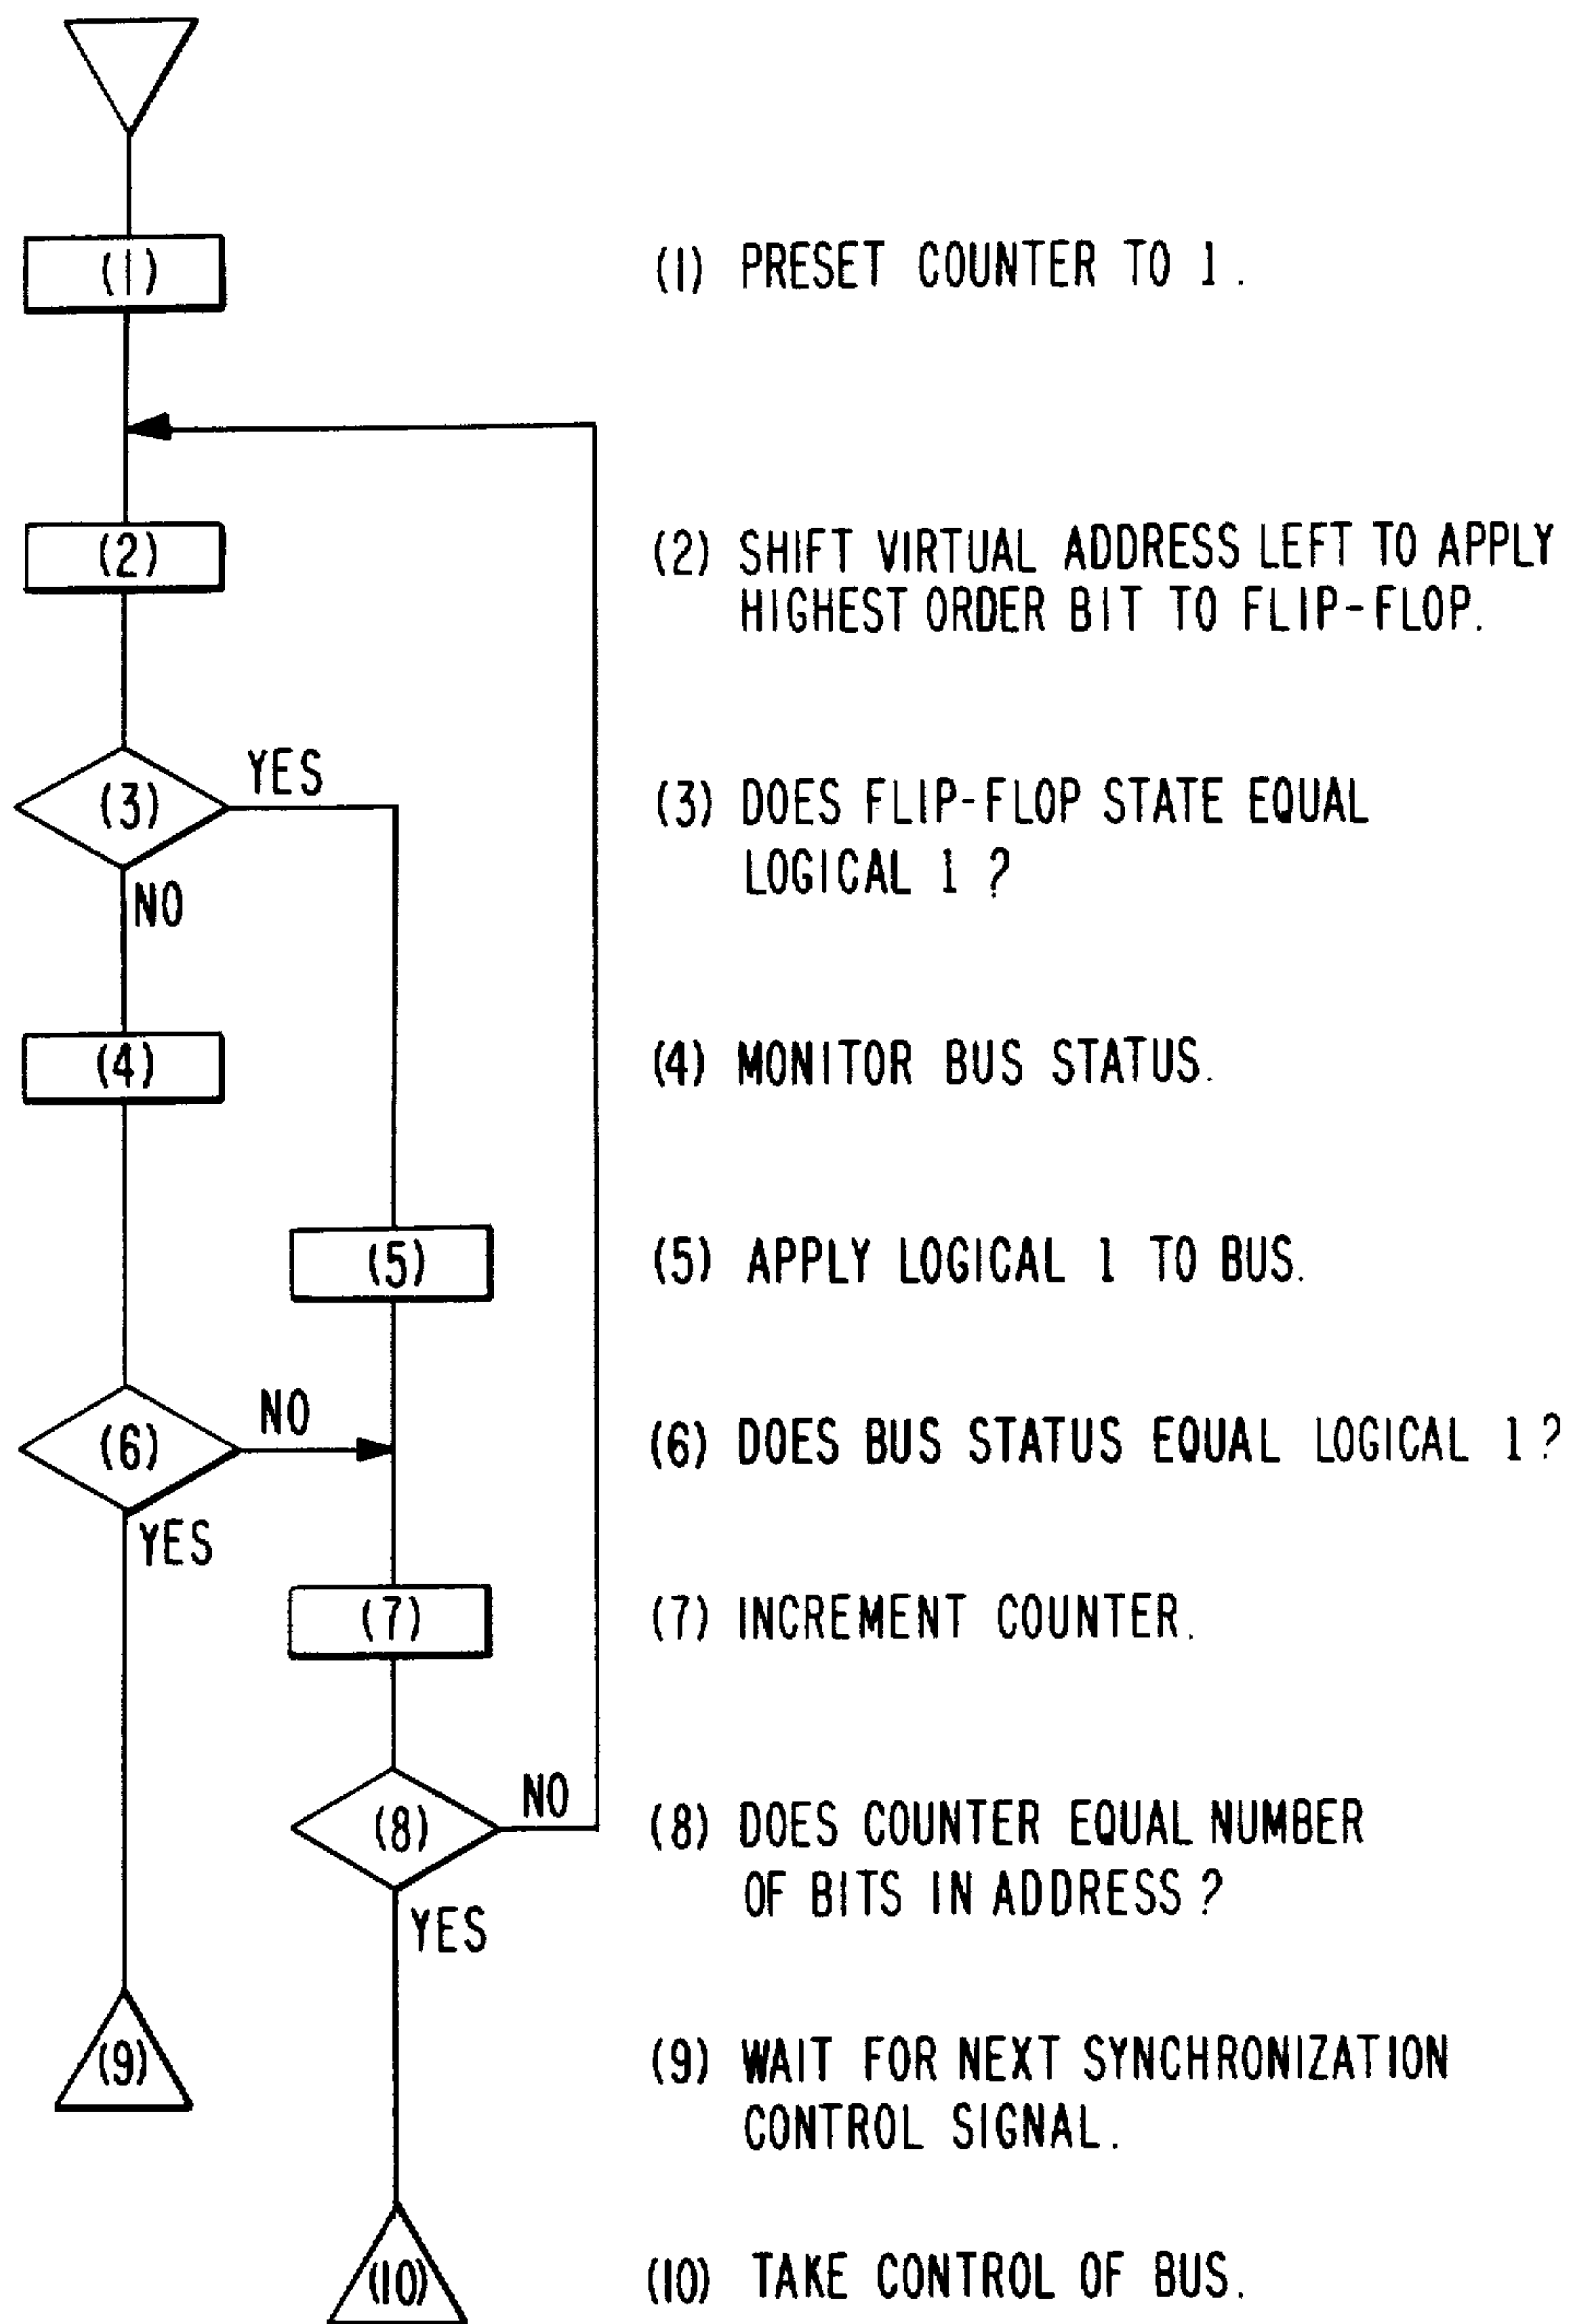 (1)
(1) PRESET COUNTER TO 1.
(2)
(2) SHIFT VIRTUAL ADDRESS LEFT TO APPLY
HIGHEST ORDER BIT TO FLIP-FLOP.
YES
(3)
NO
(3) DOES FLIP-FLOP STATE EQUAL
LOGICAL 1 ?
(4)
(4) MONITOR BUS STATUS.
(5)
(5) APPLY LOGICAL 1 TO BUS.
NO
(6)
YES
(6) DOES BUS STATUS EQUAL LOGICAL 1 ?
(7)
(7) INCREMENT COUNTER.
NO
(8)
YES
(8) DOES COUNTER EQUAL NUMBER
OF BITS IN ADDRESS ?
(9)
(9) WAIT FOR NEXT SYNCHRONIZATION
CONTROL SIGNAL.
(10)
(10) TAKE CONTROL OF BUS.